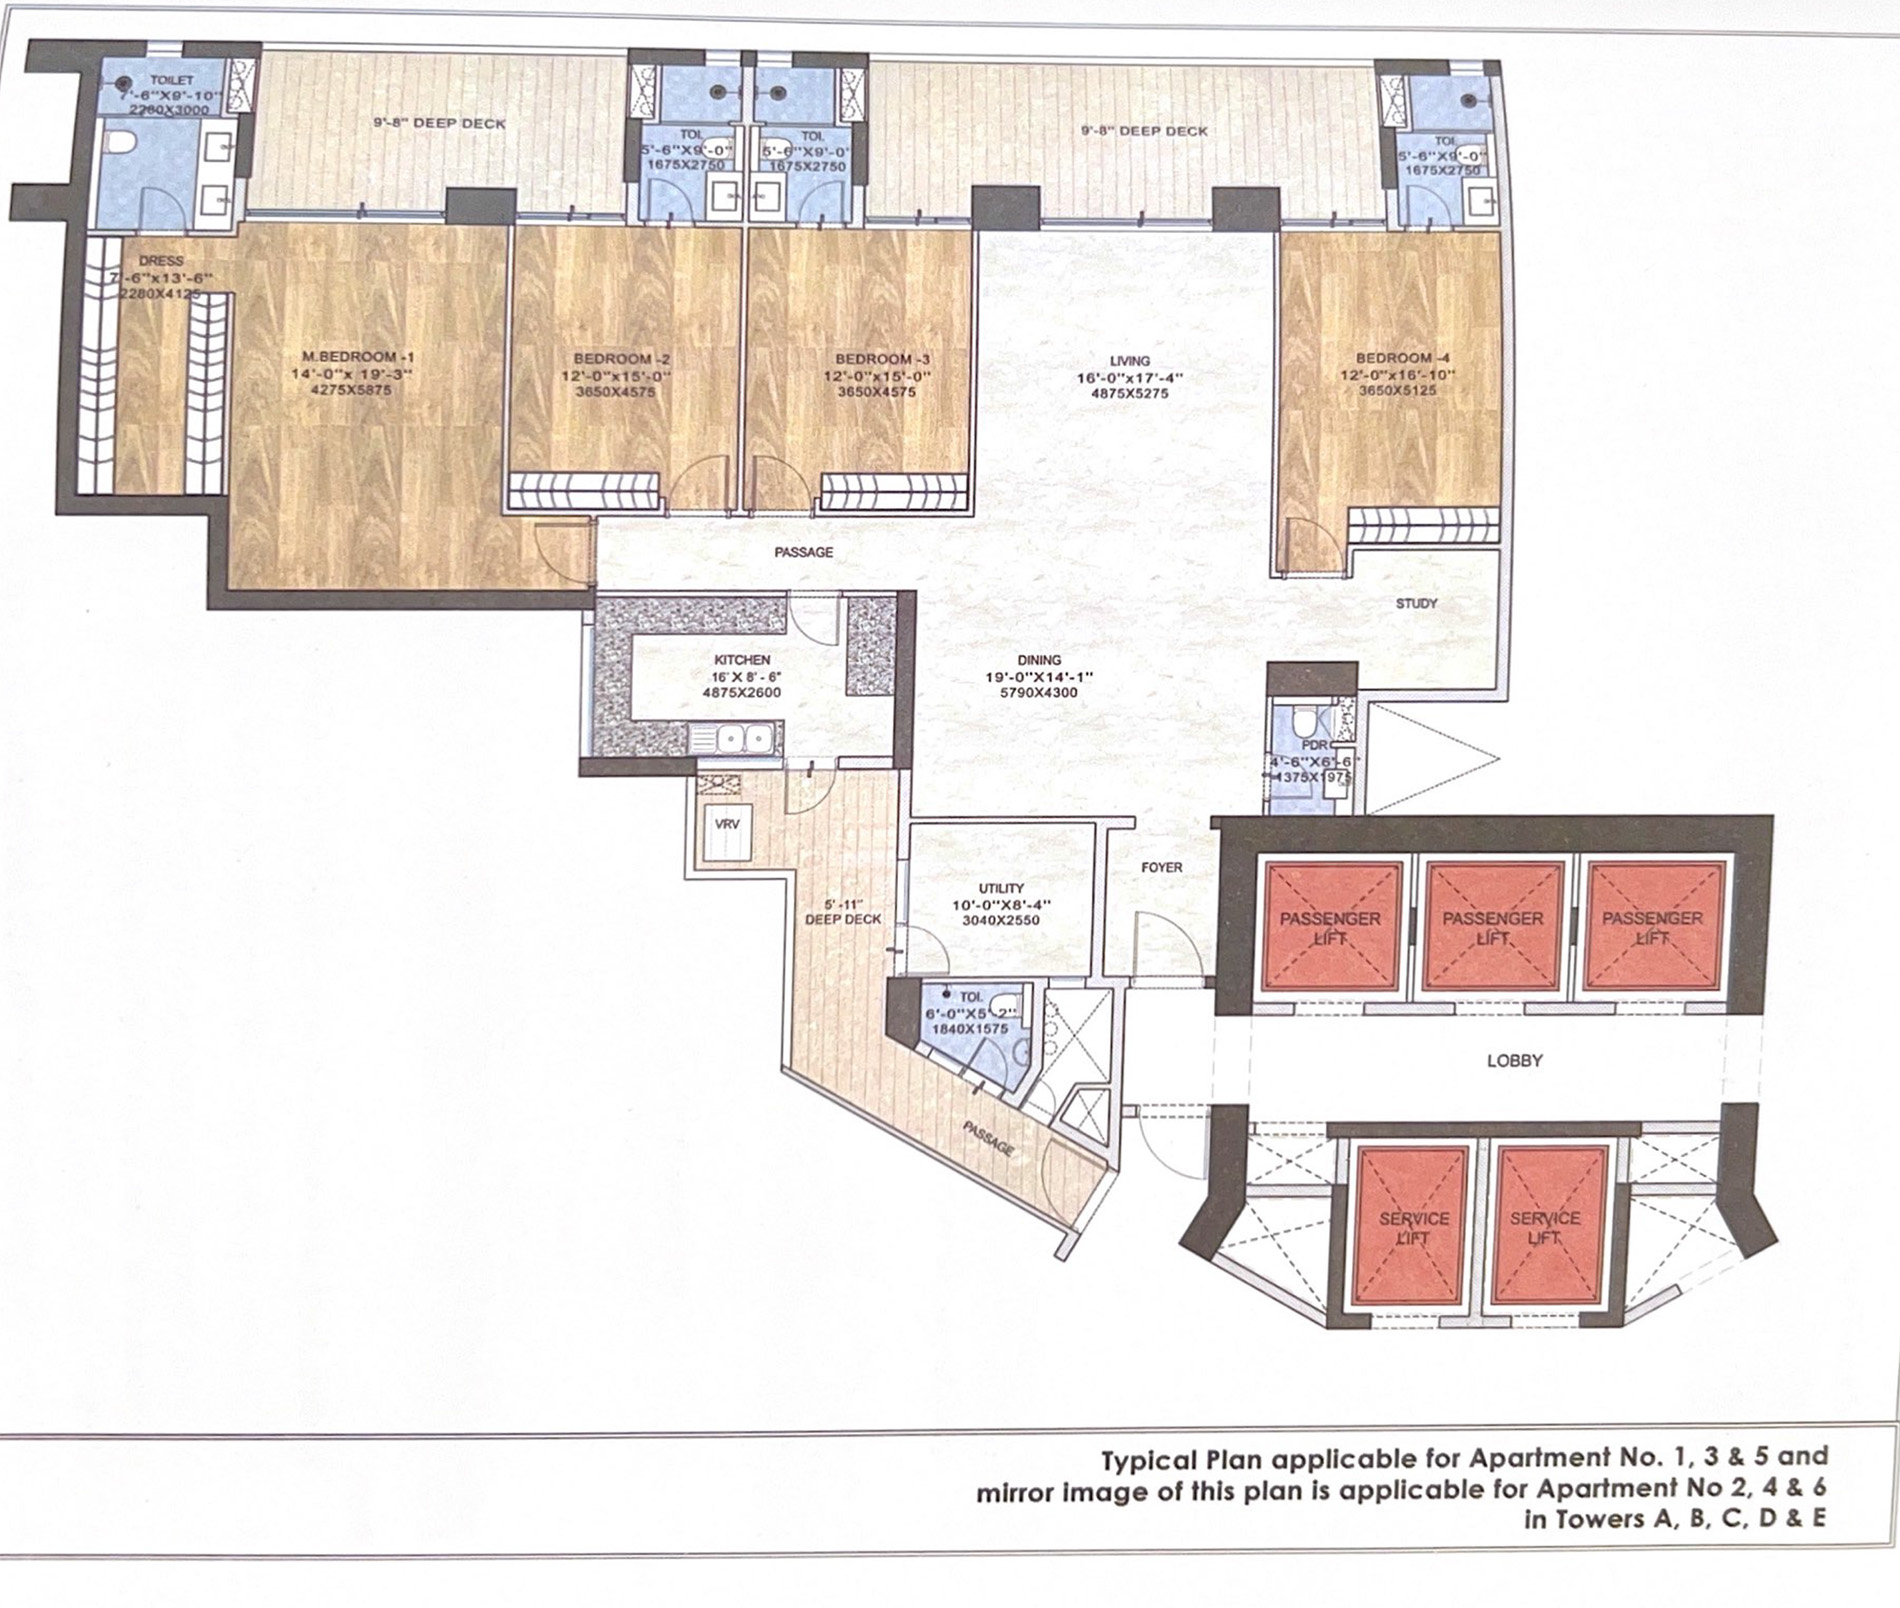 TOILET
7'-6"X9'-10"
2280X3000
9'-8" DEEP DECK
TOI.
5'-6"X9'-0"
1675X2750
TOI.
5'-6"X9'-0"
1675X2750
9'-8" DEEP DECK
TOI.
5'-6"X9'-0"
1675X2750
DRESS
7'-6"x13'-6"
2280X4125
M.BEDROOM -1
14'-0"x 19'-3"
4275X5875
BEDROOM -2
12'-0"x15'-0"
3650X4575
BEDROOM -3
12'-0"x15'-0"
3650X4575
LIVING
16'-0"x17'-4"
4875X5275
BEDROOM -4
12'-0"x16'-10"
3650X5125
PASSAGE
STUDY
KITCHEN
16' X 8' - 6"
4875X2600
DINING
19'-0"X14'-1"
5790X4300
PDR
4'-6"X6'-6"
1375X1975
VRV
5'-11"
DEEP DECK
UTILITY
10'-0"X8'-4"
3040X2550
FOYER
PASSENGER
LIFT
PASSENGER
LIFT
PASSENGER
LIFT
TOI.
6'-0"X5'-2"
1840X1575
LOBBY
PASSAGE
SERVICE
LIFT
SERVICE
LIFT
Typical Plan applicable for Apartment No. 1, 3 & 5 and
mirror image of this plan is applicable for Apartment No 2, 4 & 6
in Towers A, B, C, D & E